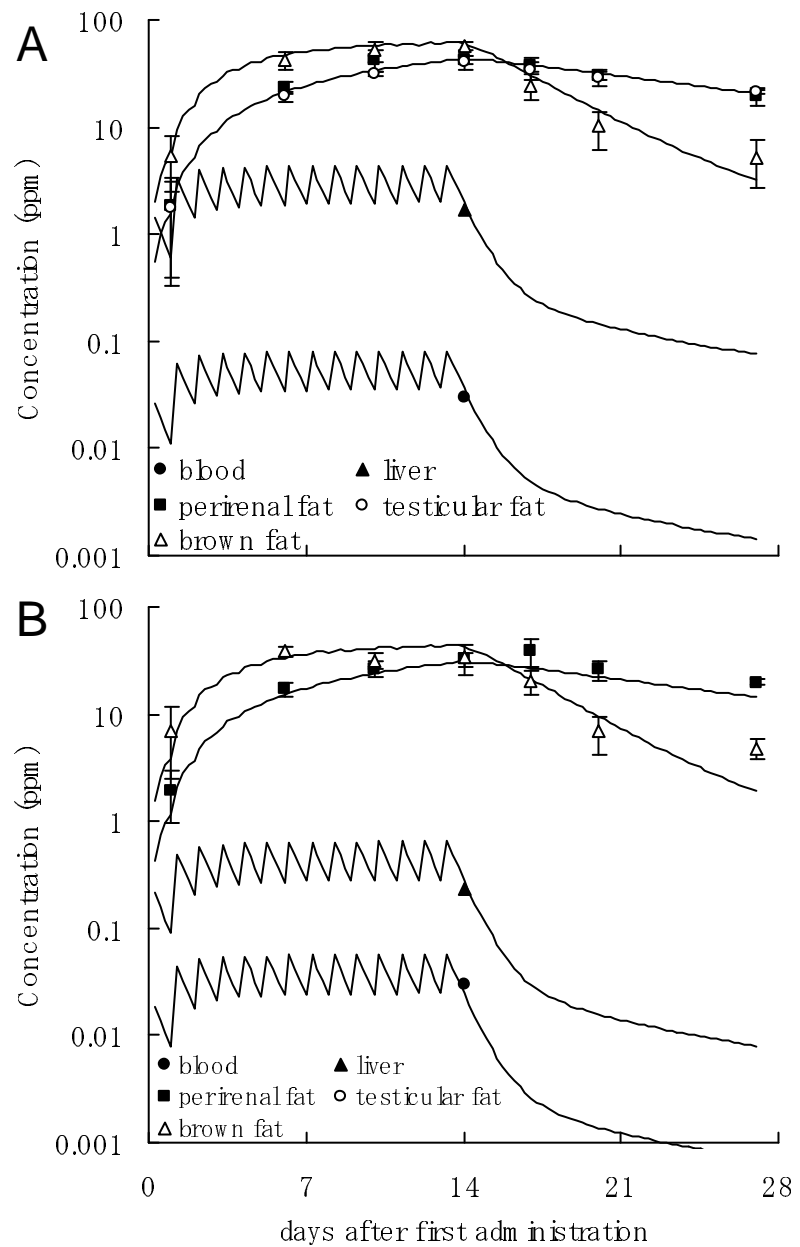 A
100
10
1
0.1
0.01
0.001
Concentration (ppm)
blood
liver
perirenal fat
testicular fat
brown fat
B
100
10
1
0.1
0.01
0.001
Concentration (ppm)
blood
liver
perirenal fat
testicular fat
brown fat
0 7 14 21 28
days after first administration